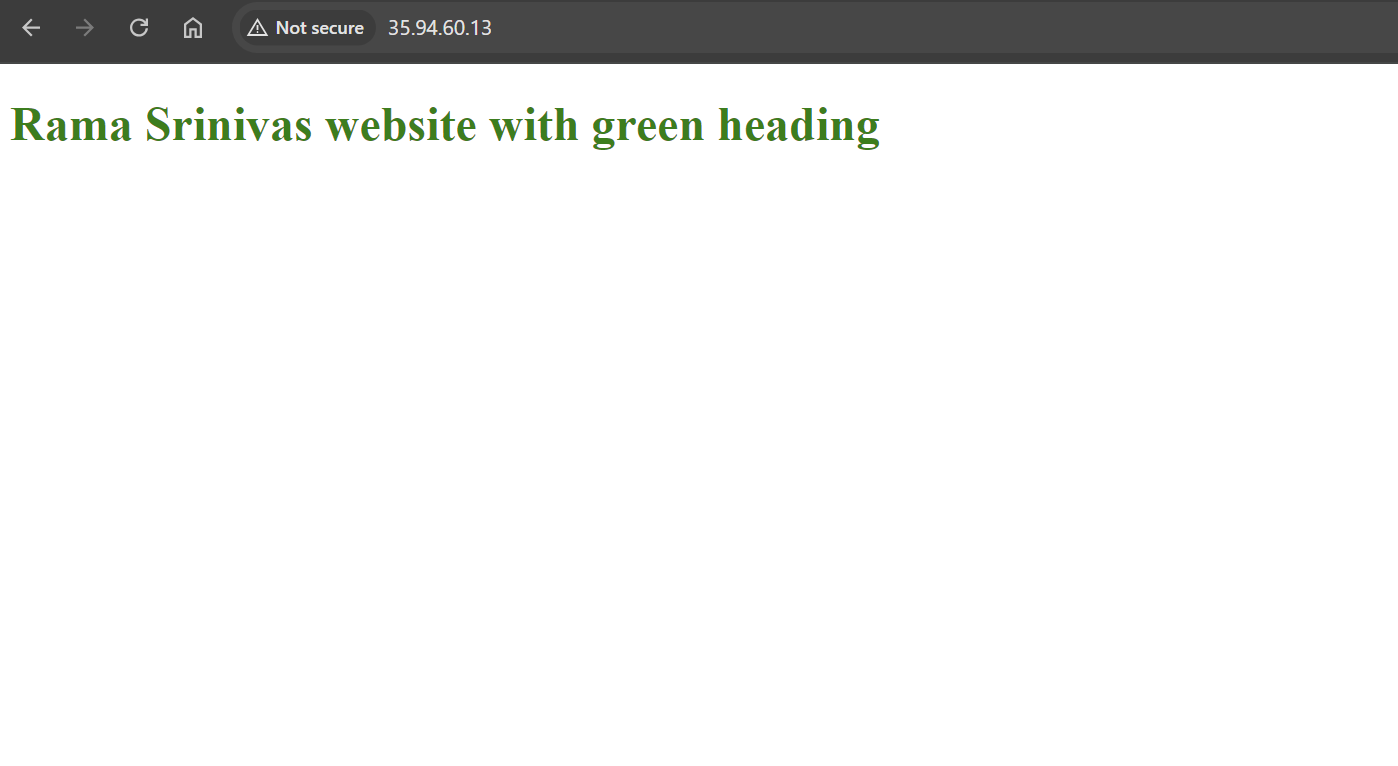 Not secure 35.94.60.13
Rama Srinivas website with green heading